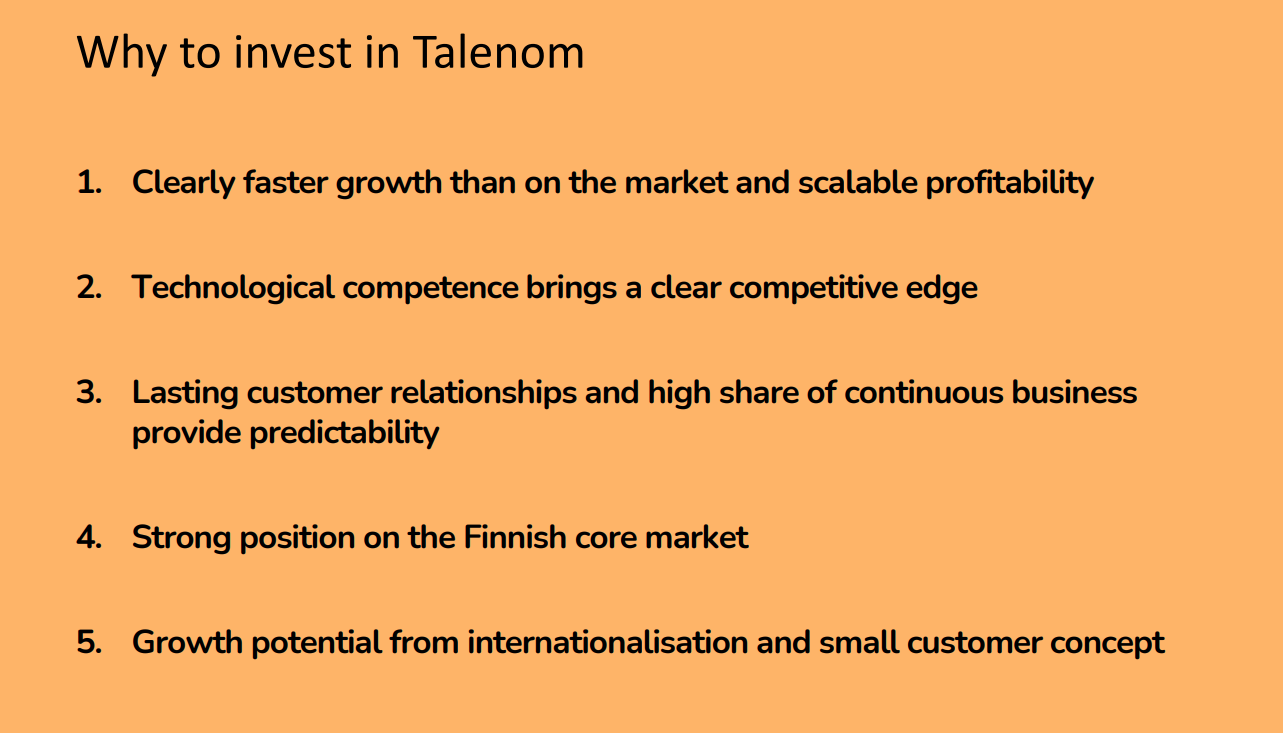 Why to invest in Talenom
1. Clearly faster growth than on the market and scalable profitability
2. Technological competence brings a clear competitive edge
3. Lasting customer relationships and high share of continuous business
provide predictability
4. Strong position on the Finnish core market
5. Growth potential from internationalisation and small customer concept